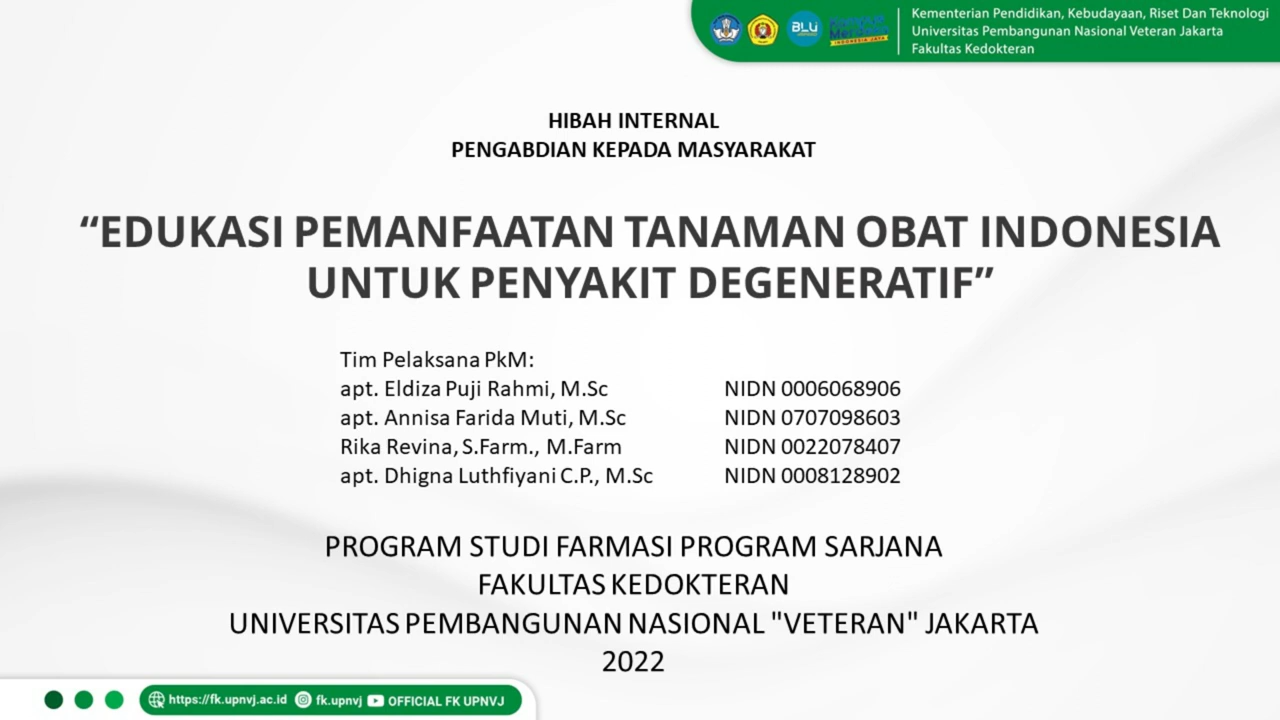 Kementerian Pendidikan, Kebudayaan, Riset Dan Teknologi
Universitas Pembangunan Nasional Veteran Jakarta
Fakultas Kedokteran
BLU
HIBAH INTERNAL
PENGABDIAN KEPADA MASYARAKAT
“EDUKASI PEMANFAATAN TANAMAN OBAT INDONESIA
UNTUK PENYAKIT DEGENERATIF”
Tim Pelaksana PkM:
apt. Eldiza Puji Rahmi, M.Sc NIDN 0006068906
apt. Annisa Farida Muti, M.Sc NIDN 0707098603
Rika Revina, S.Farm., M.Farm NIDN 0022078407
apt. Dhigna Luthfiyani C.P., M.Sc NIDN 0008128902
PROGRAM STUDI FARMASI PROGRAM SARJANA
FAKULTAS KEDOKTERAN
UNIVERSITAS PEMBANGUNAN NASIONAL "VETERAN" JAKARTA
2022
https://fk.upnvj.ac.id fk.upnvj OFFICIAL FK UPNVJ